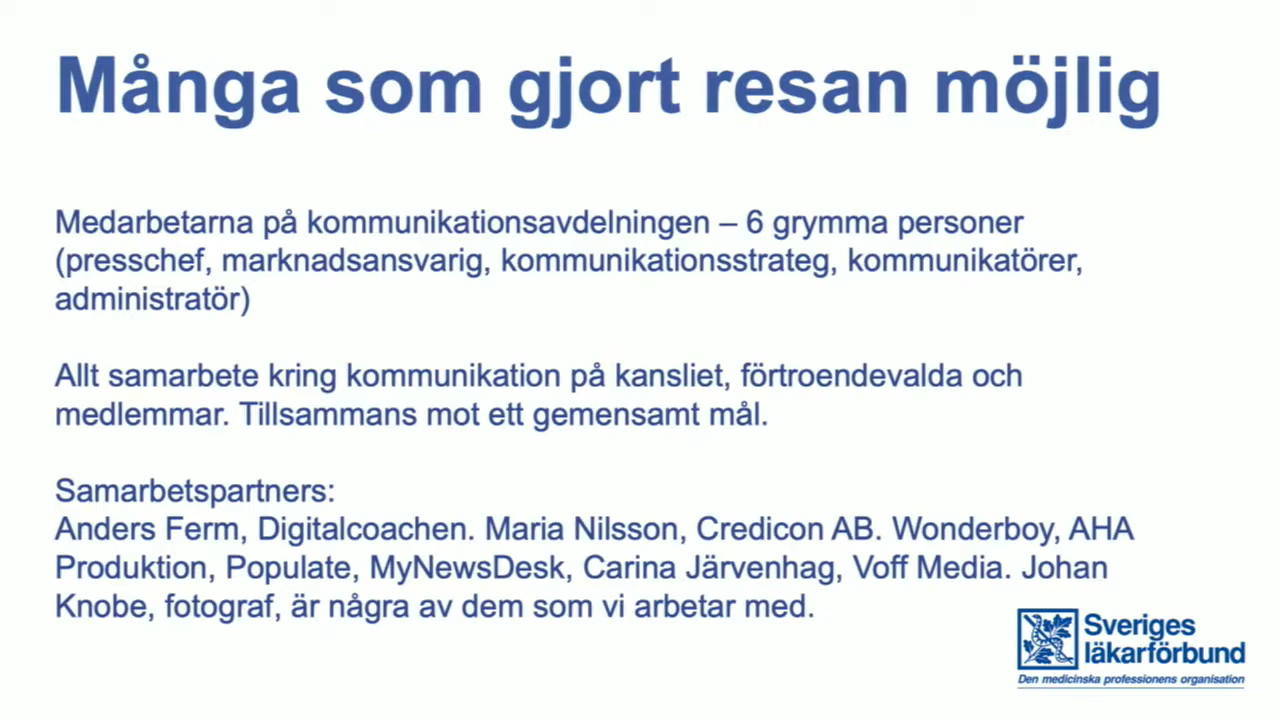 Många som gjort resan möjlig
Medarbetarna på kommunikationsavdelningen – 6 grymma personer
(presschef, marknadsansvarig, kommunikationsstrateg, kommunikatörer,
administratör)
Allt samarbete kring kommunikation på kansliet, förtroendevalda och
medlemmar. Tillsammans mot ett gemensamt mål.
Samarbetspartners:
Anders Ferm, Digitalcoachen. Maria Nilsson, Credicon AB. Wonderboy, AHA
Produktion, Populate, MyNewsDesk, Carina Järvenhag, Voff Media. Johan
Knobe, fotograf, är några av dem som vi arbetar med.
Sveriges
läkarförbund
Den medicinska professionens organisation